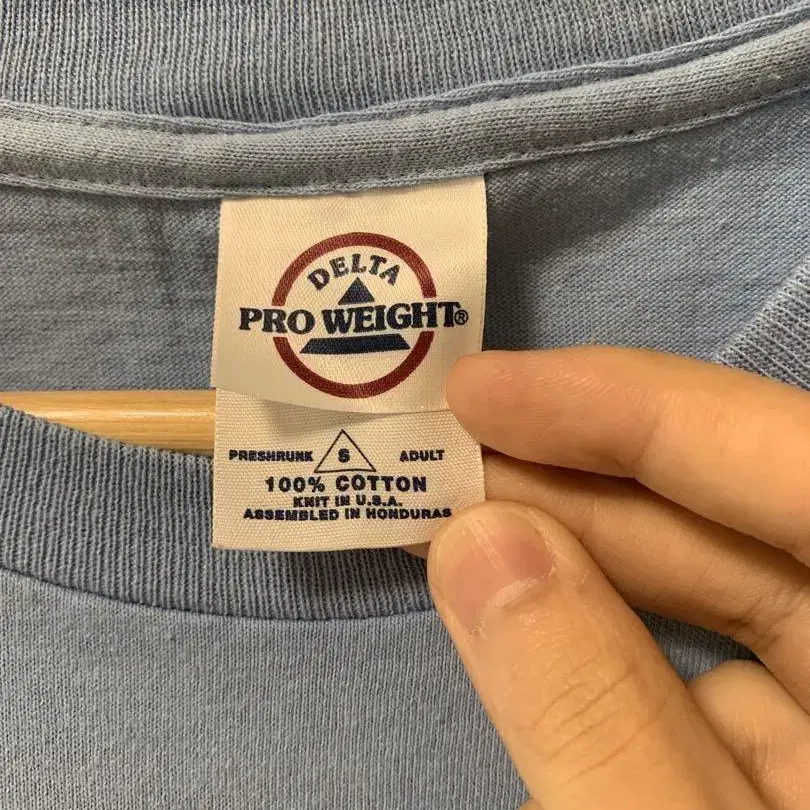 DELTA
PRO WEIGHT®
PRESHRUNK S ADULT
100% COTTON
KNIT IN U.S.A.
ASSEMBLED IN HONDURAS